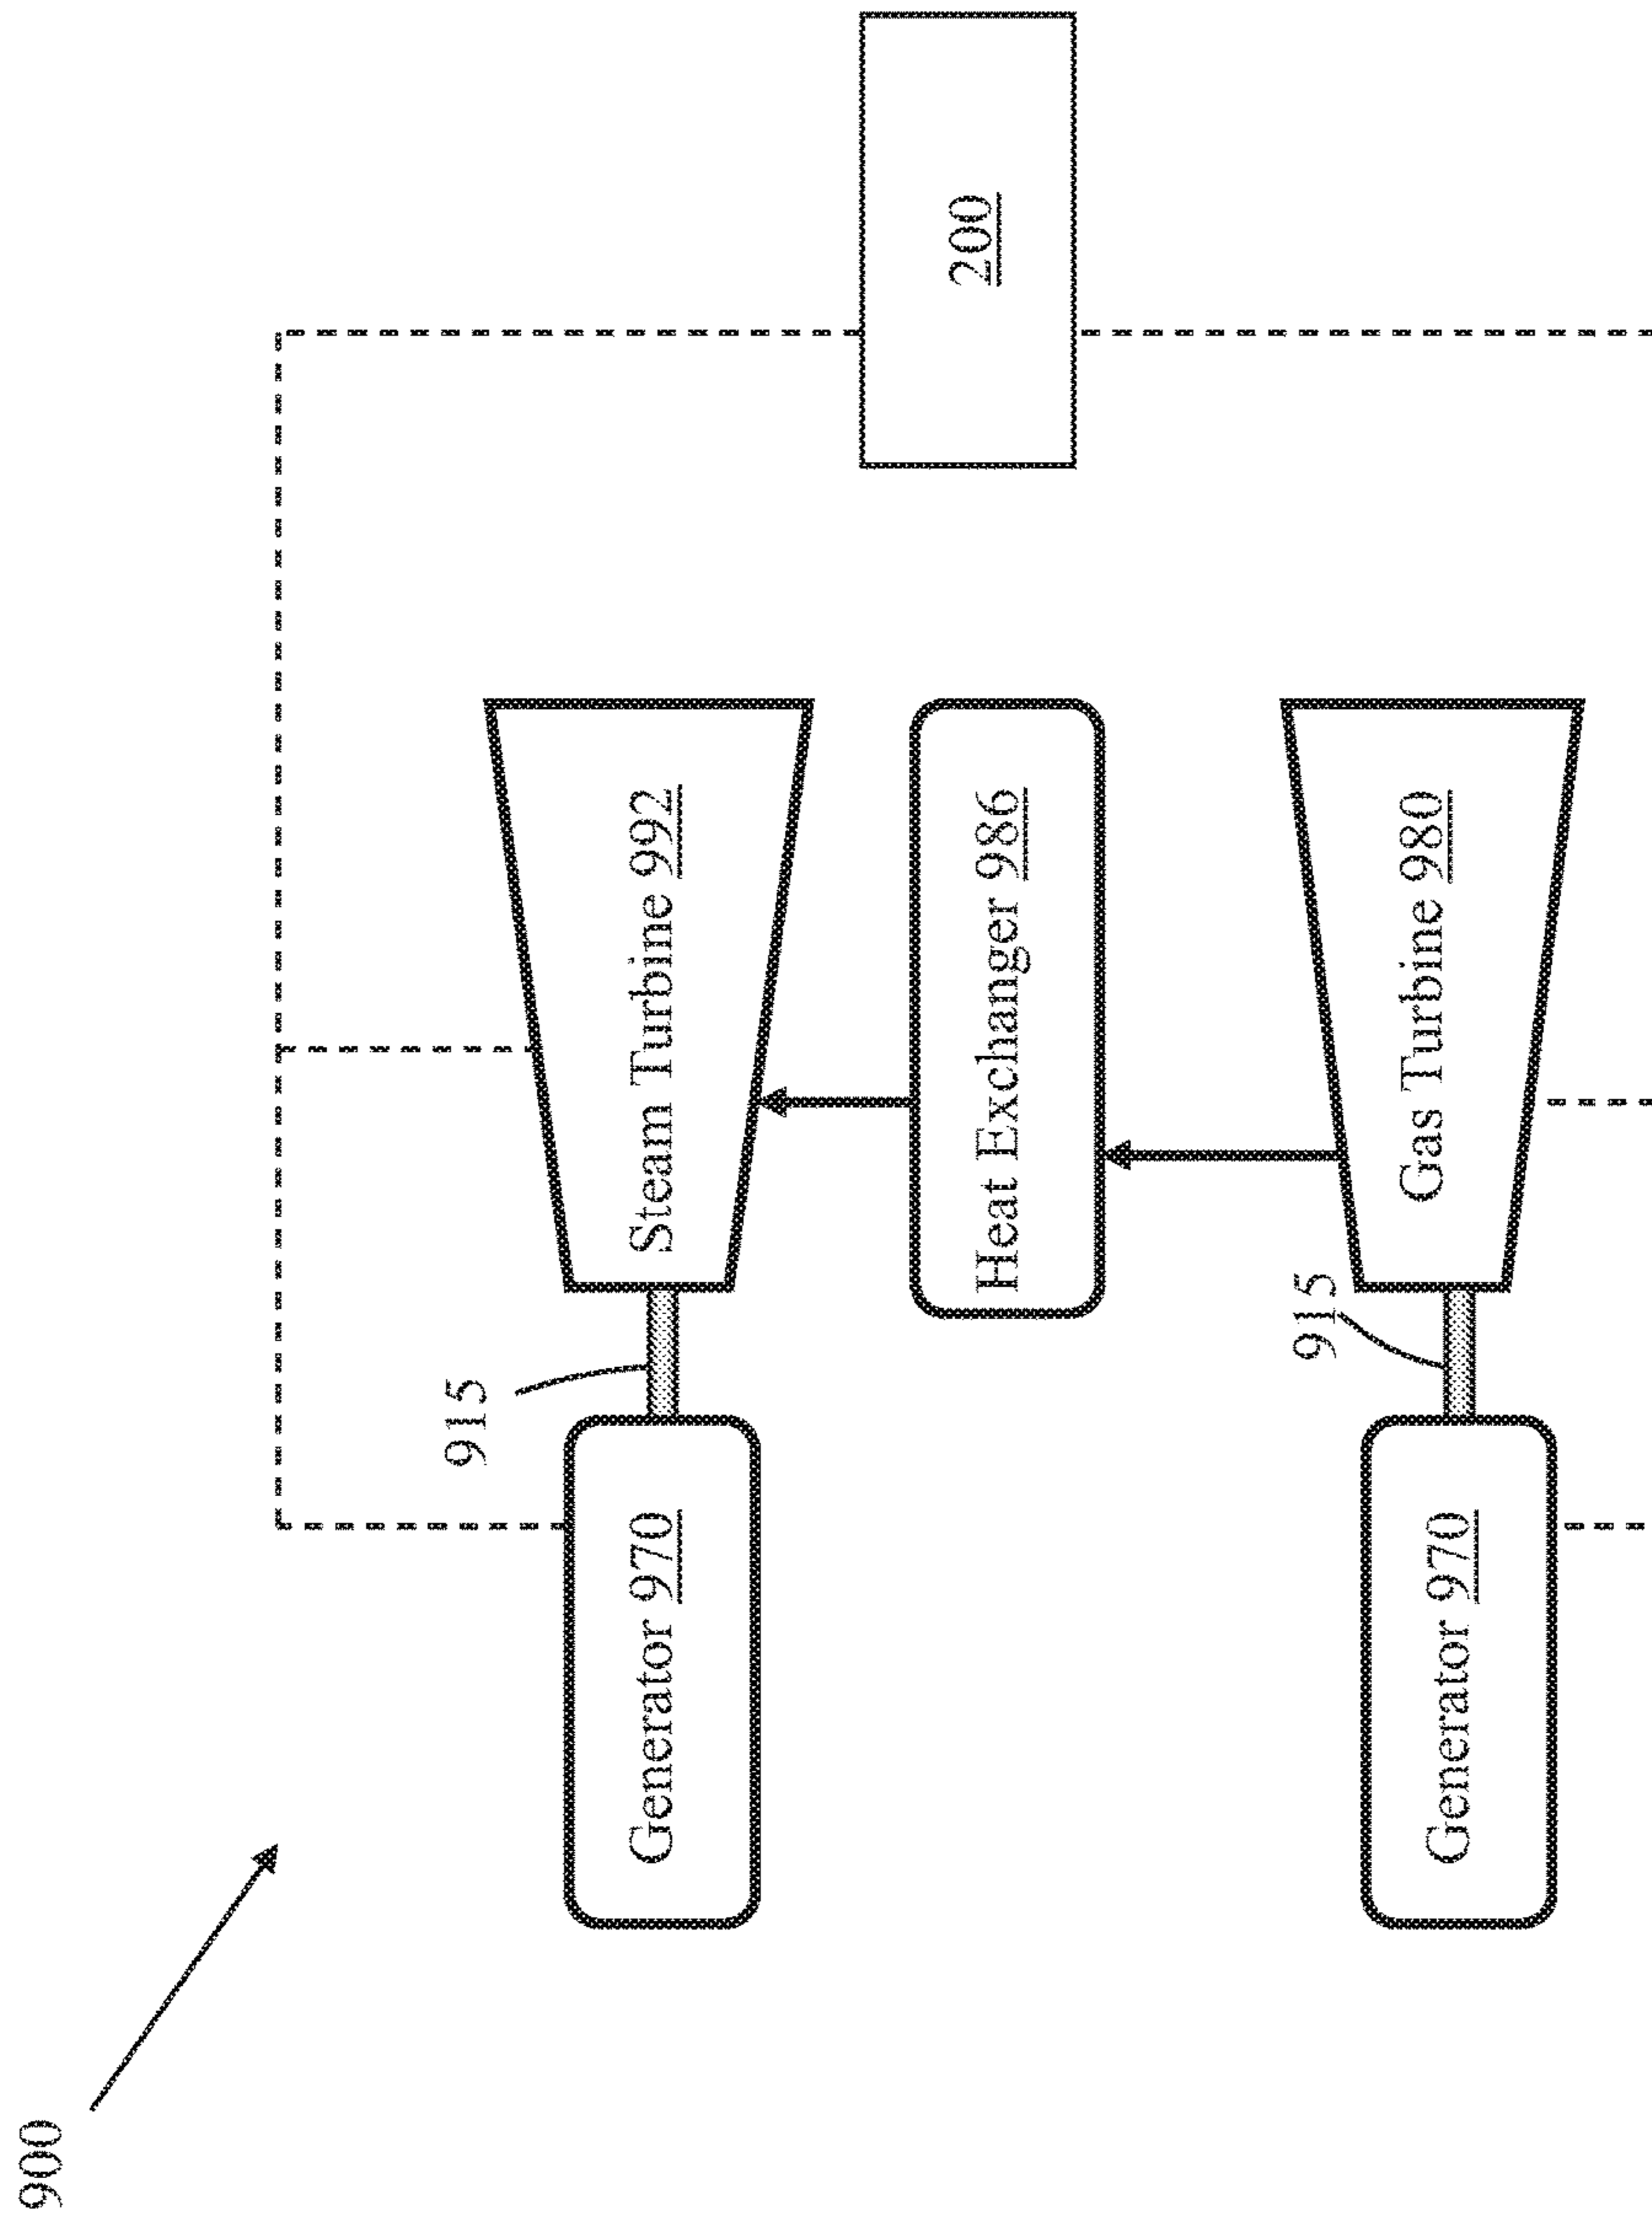 900
Generator 970
915
Steam Turbine 992
Heat Exchanger 986
200
Generator 970
915
Gas Turbine 980